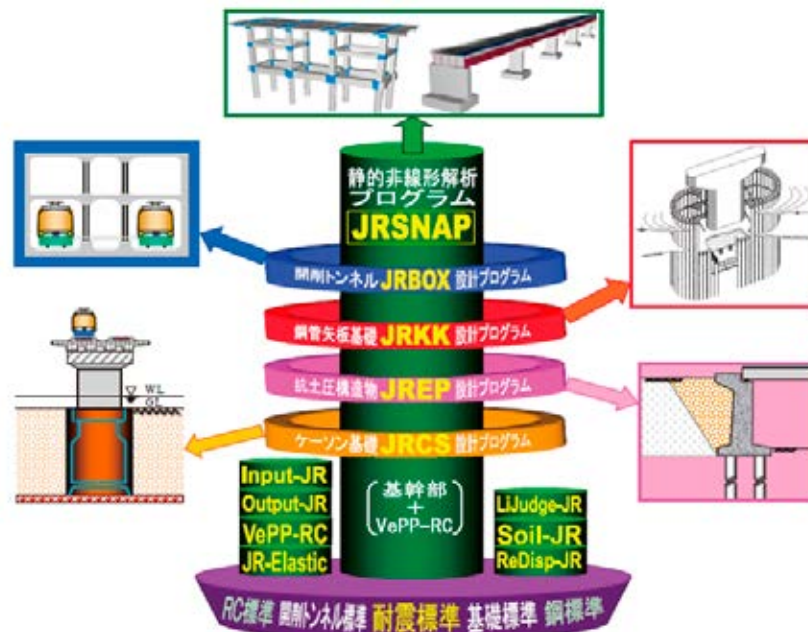 静的非線形解析
プログラム
JRSNAP
開削トンネル JRBOX 設計プログラム
鋼管矢板基礎 JRKK 設計プログラム
抗土圧構造物 JREP 設計プログラム
ケーソン基礎 JRCS 設計プログラム
WL
GL
Input-JR
Output-JR
VePP-RC
JR-Elastic
基幹部
+
VePP-RC
LiJudge-JR
Soil-JR
ReDisp-JR
RC標準 開削トンネル標準 耐震標準 基礎標準 鋼標準